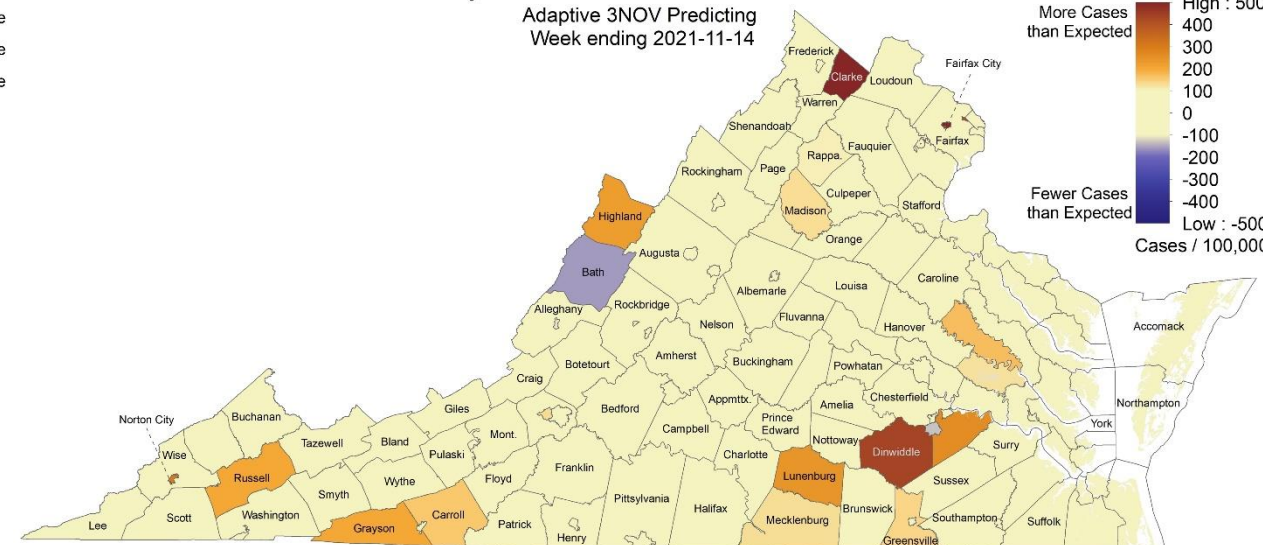 e
e
e
Adaptive 3NOV Predicting
Week ending 2021-11-14
More Cases
than Expected
Fewer Cases
than Expected
High : 500
400
300
200
100
0
-100
-200
-300
-400
Low : -500
Cases / 100,000
Frederick
Clarke
Loudoun
Fairfax City
Warren
Fairfax
Shenandoah
Fauquier
Rappa.
Page
Rockingham
Culpeper
Stafford
Madison
Highland
Orange
Augusta
Bath
Caroline
Louisa
Albemarle
Rockbridge
Alleghany
Fluvanna
Nelson
Hanover
Accomack
Amherst
Buckingham
Botetourt
Powhatan
Craig
Chesterfield
Appmttx.
Amelia
Northampton
Giles
Bedford
Prince
Edward
Buchanan
Norton City
York
Campbell
Mont.
Nottoway
Tazewell
Bland
Surry
Dinwiddie
Charlotte
Pulaski
Wise
Franklin
Lunenburg
Russell
Floyd
Wythe
Sussex
Smyth
Pittsylvania
Halifax
Brunswick
Carroll
Washington
Scott
Mecklenburg
Southampton
Suffolk
Lee
Grayson
Patrick
Henry
Greensville